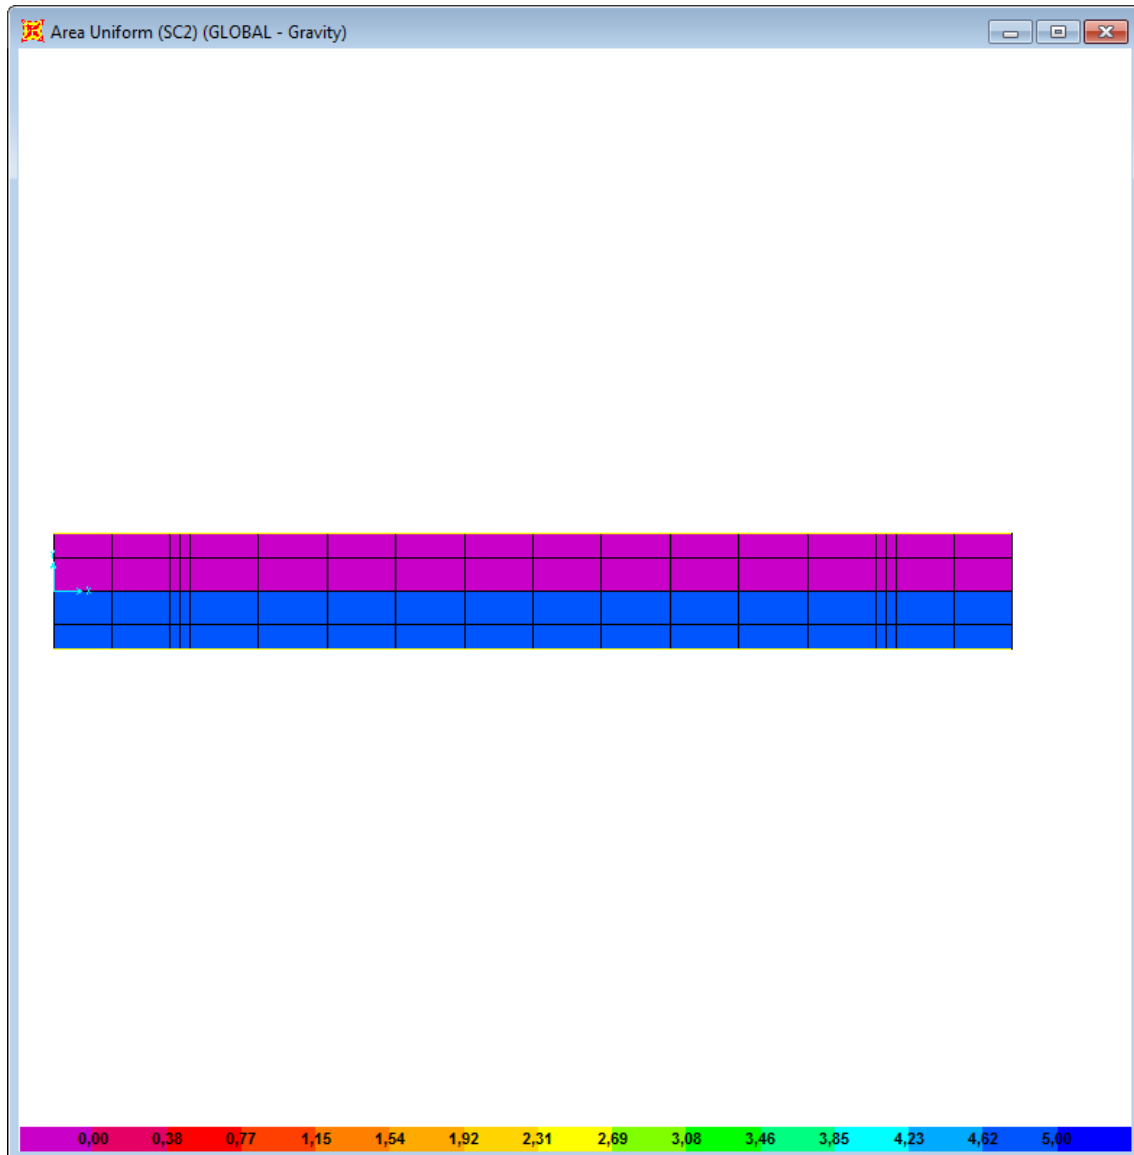 Area Uniform (SC2) (GLOBAL - Gravity)
Y
X
0,00 0,38 0,77 1,15 1,54 1,92 2,31 2,69 3,08 3,46 3,85 4,23 4,62 5,00